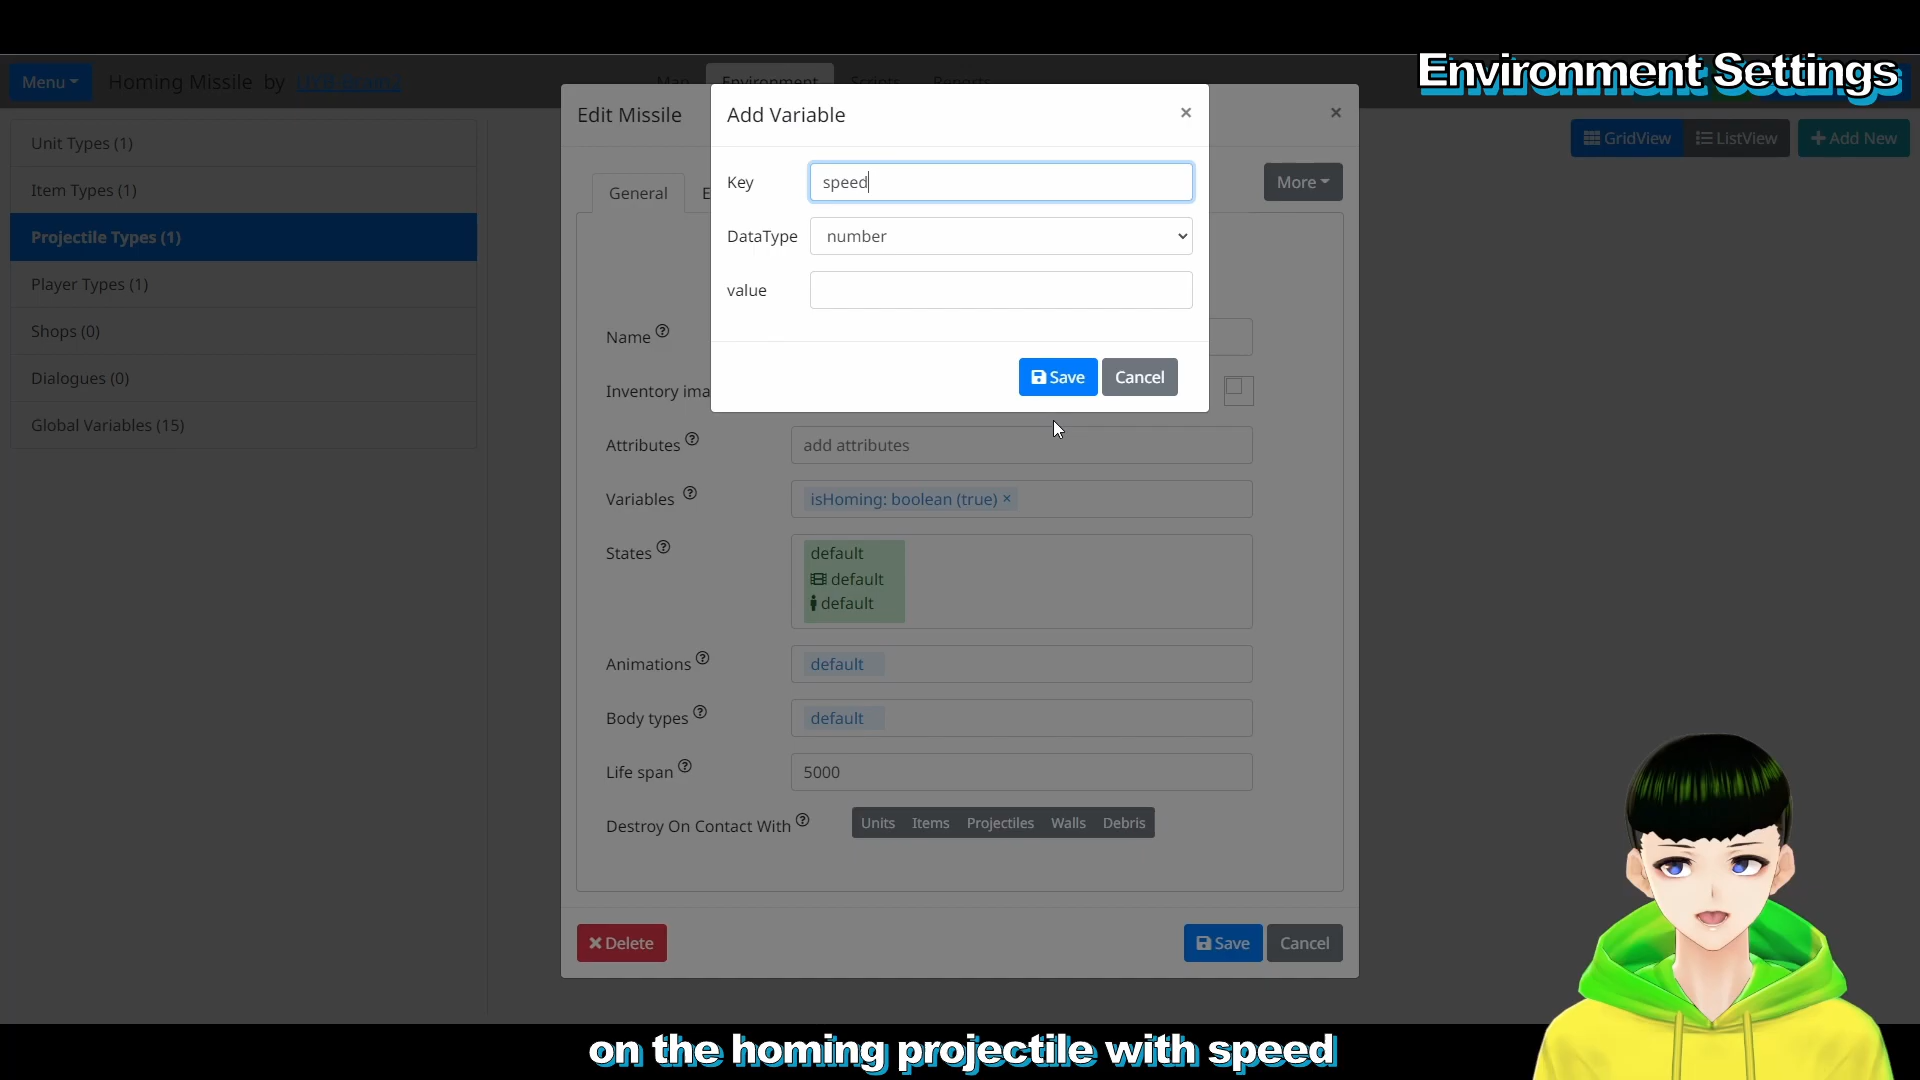 Environment Settings
Menu
Homing Missile by
Map
Environment
Scripts
Reports
GridView
ListView
Add New
Unit Types (1)
Item Types (1)
Projectile Types (1)
Player Types (1)
Shops (0)
Dialogues (0)
Global Variables (15)
Edit Missile
×
Add Variable
×
Key
speed
DataType
number
value
Save
Cancel
General
E
More
Name
Inventory ima
Attributes
add attributes
Variables
isHoming: boolean (true) ×
States
default
default
default
Animations
default
Body types
default
Life span
5000
Destroy On Contact With
Units Items Projectiles Walls Debris
Delete
Save
Cancel
on the homing projectile with speed